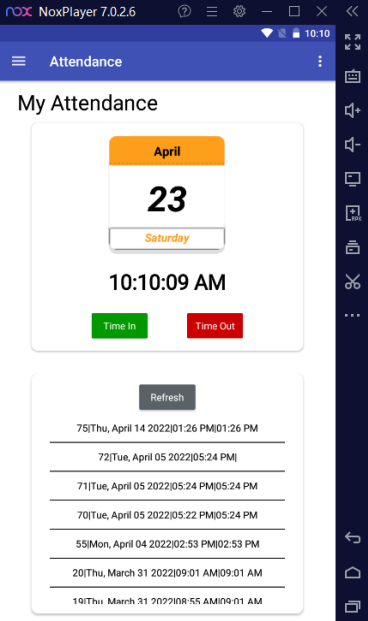 nox NoxPlayer 7.0.2.6
10:10
Attendance
My Attendance
April
23
Saturday
10:10:09 AM
Time In
Time Out
Refresh
75|Thu, April 14 2022|01:26 PM|01:26 PM
72|Tue, April 05 2022|05:24 PM|
71|Tue, April 05 2022|05:24 PM|05:24 PM
70|Tue, April 05 2022|05:22 PM|05:24 PM
55|Mon, April 04 2022|02:53 PM|02:53 PM
20|Thu, March 31 2022|09:01 AM|09:01 AM
19|Thu, March 31 2022|08:55 AM|09:01 AM